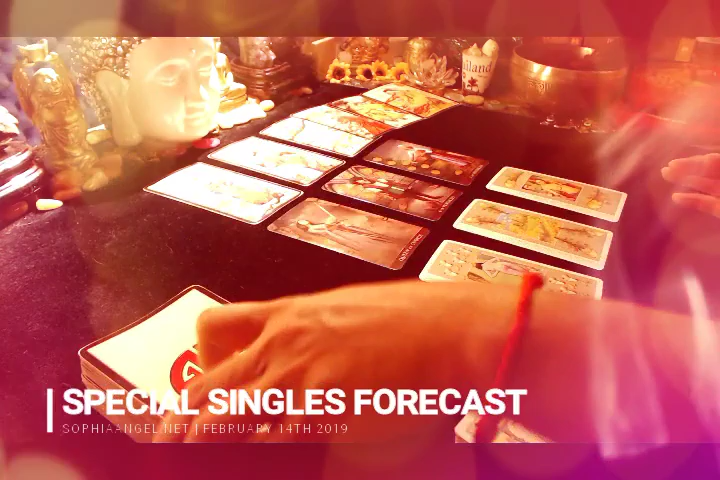 SPECIAL SINGLES FORECAST
SOPHIAANGEL.NET | FEBRUARY 14TH 2019